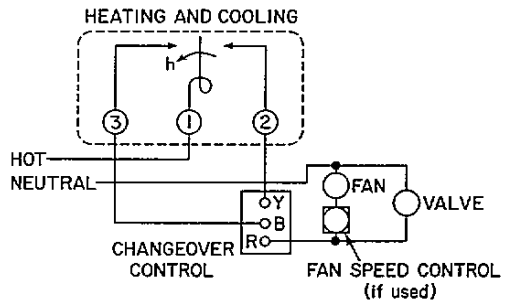 HEATING AND COOLING
h
3 1 2
HOT
NEUTRAL
Y
FAN
B
VALVE
R
CHANGEOVER
CONTROL
FAN SPEED CONTROL
(if used)